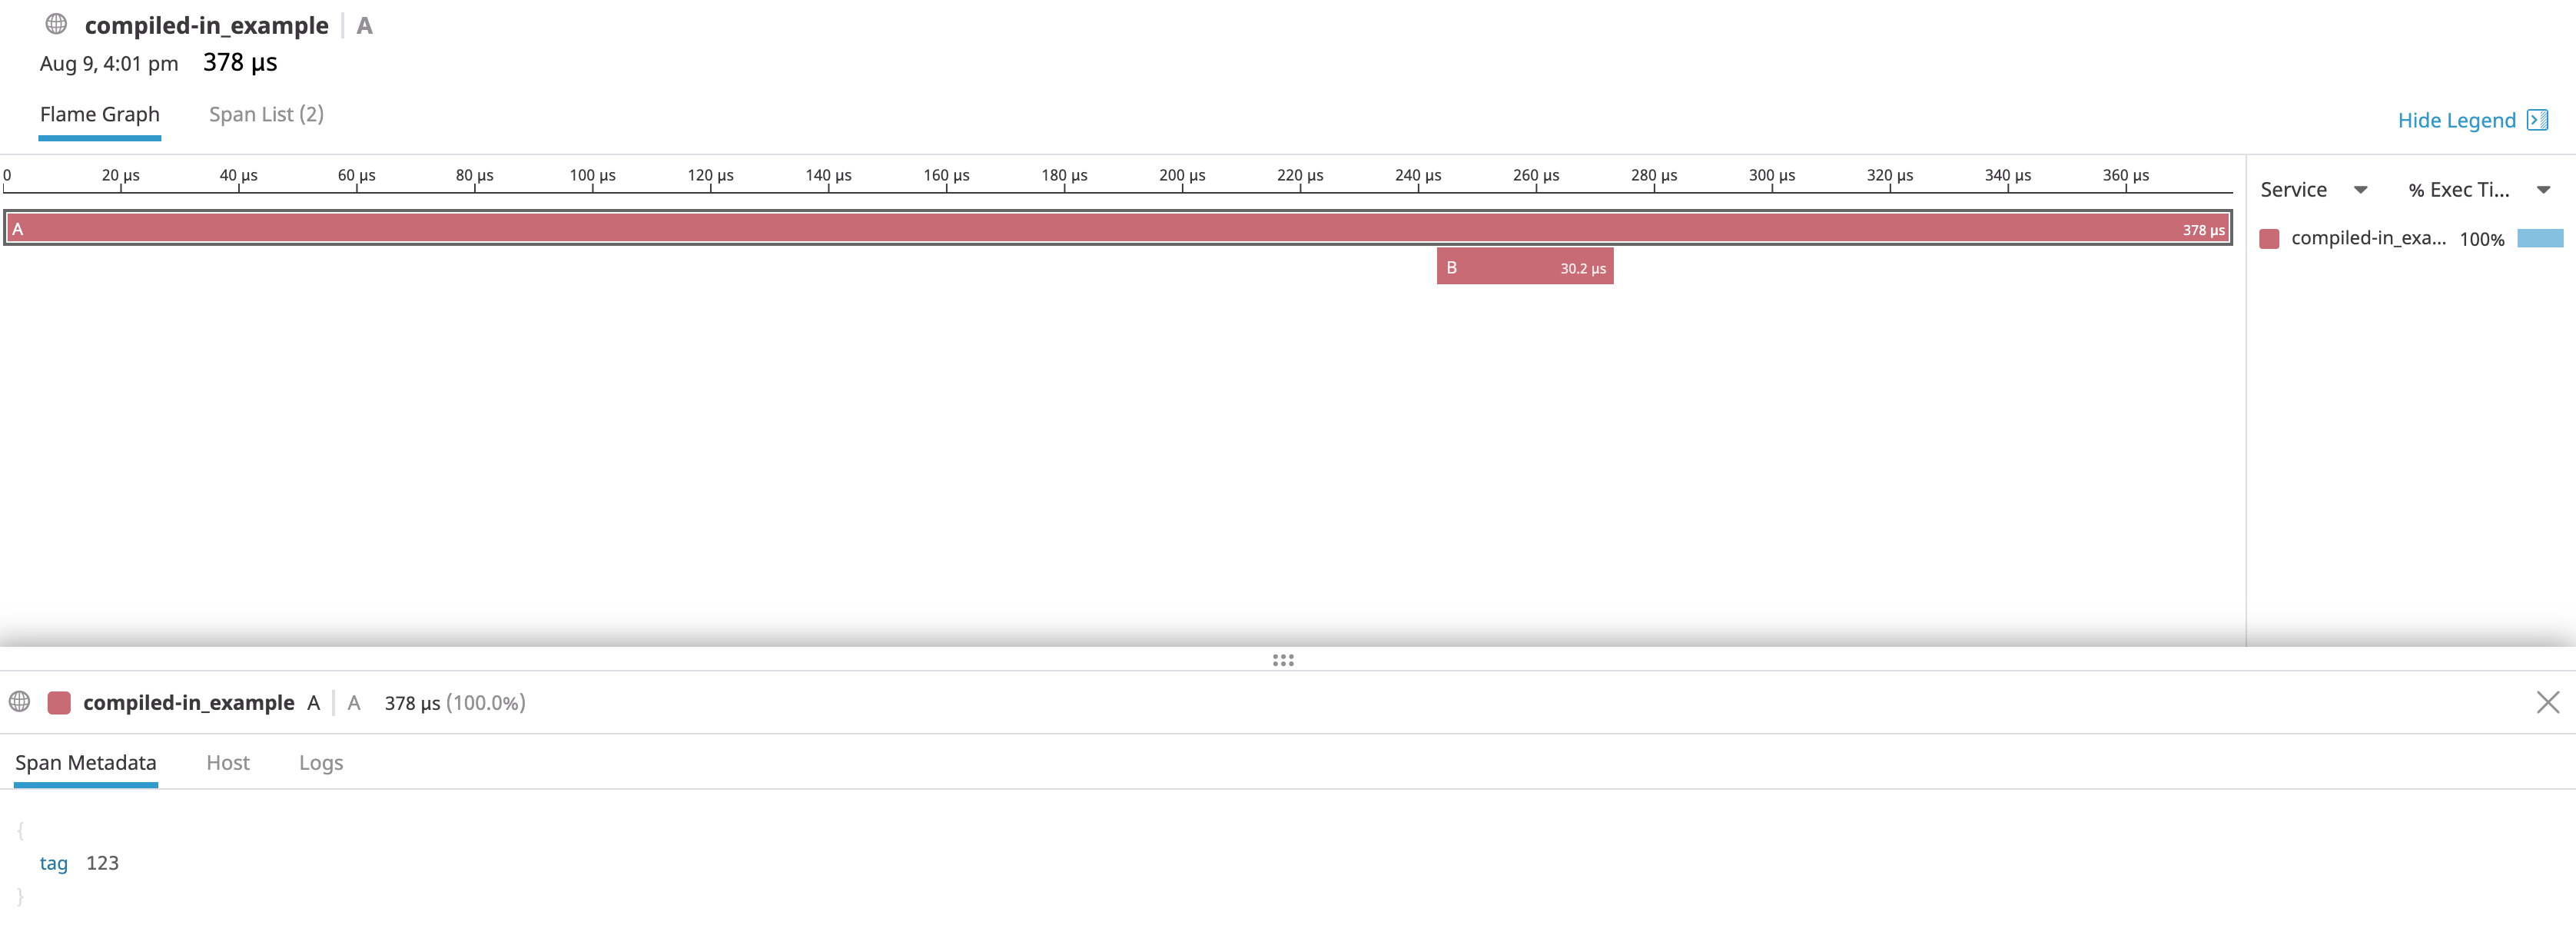 compiled-in_example A
Aug 9, 4:01 pm 378 µs
Flame Graph Span List (2)
Hide Legend
0 20 µs 40 µs 60 µs 80 µs 100 µs 120 µs 140 µs 160 µs 180 µs 200 µs 220 µs 240 µs 260 µs 280 µs 300 µs 320 µs 340 µs 360 µs
Service % Exec Ti...
A 378 µs
compiled-in_exa... 100%
B 30.2 µs
compiled-in_example A A 378 µs (100.0%)
Span Metadata Host Logs
{
tag 123
}